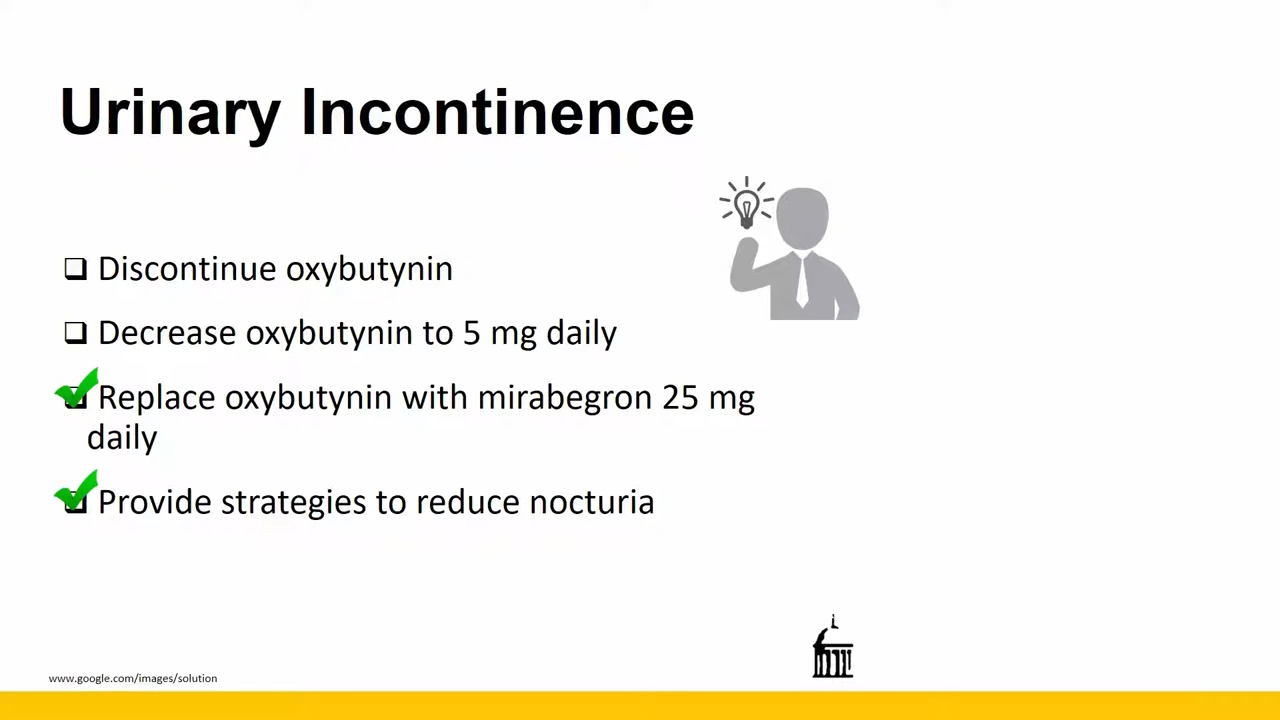 Urinary Incontinence
❑ Discontinue oxybutynin
❑ Decrease oxybutynin to 5 mg daily
❑ Replace oxybutynin with mirabegron 25 mg
daily
❑ Provide strategies to reduce nocturia
www.google.com/images/solution